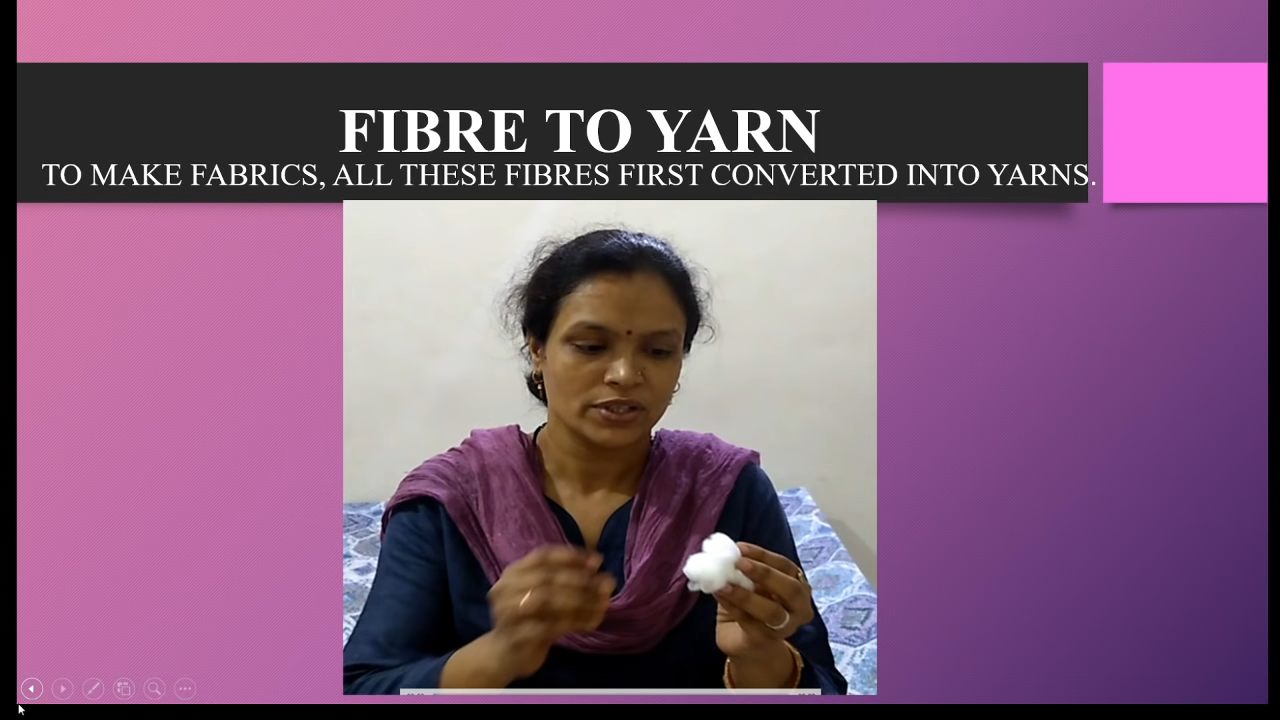 FIBRE TO YARN
TO MAKE FABRICS, ALL THESE FIBRES FIRST CONVERTED INTO YARNS.